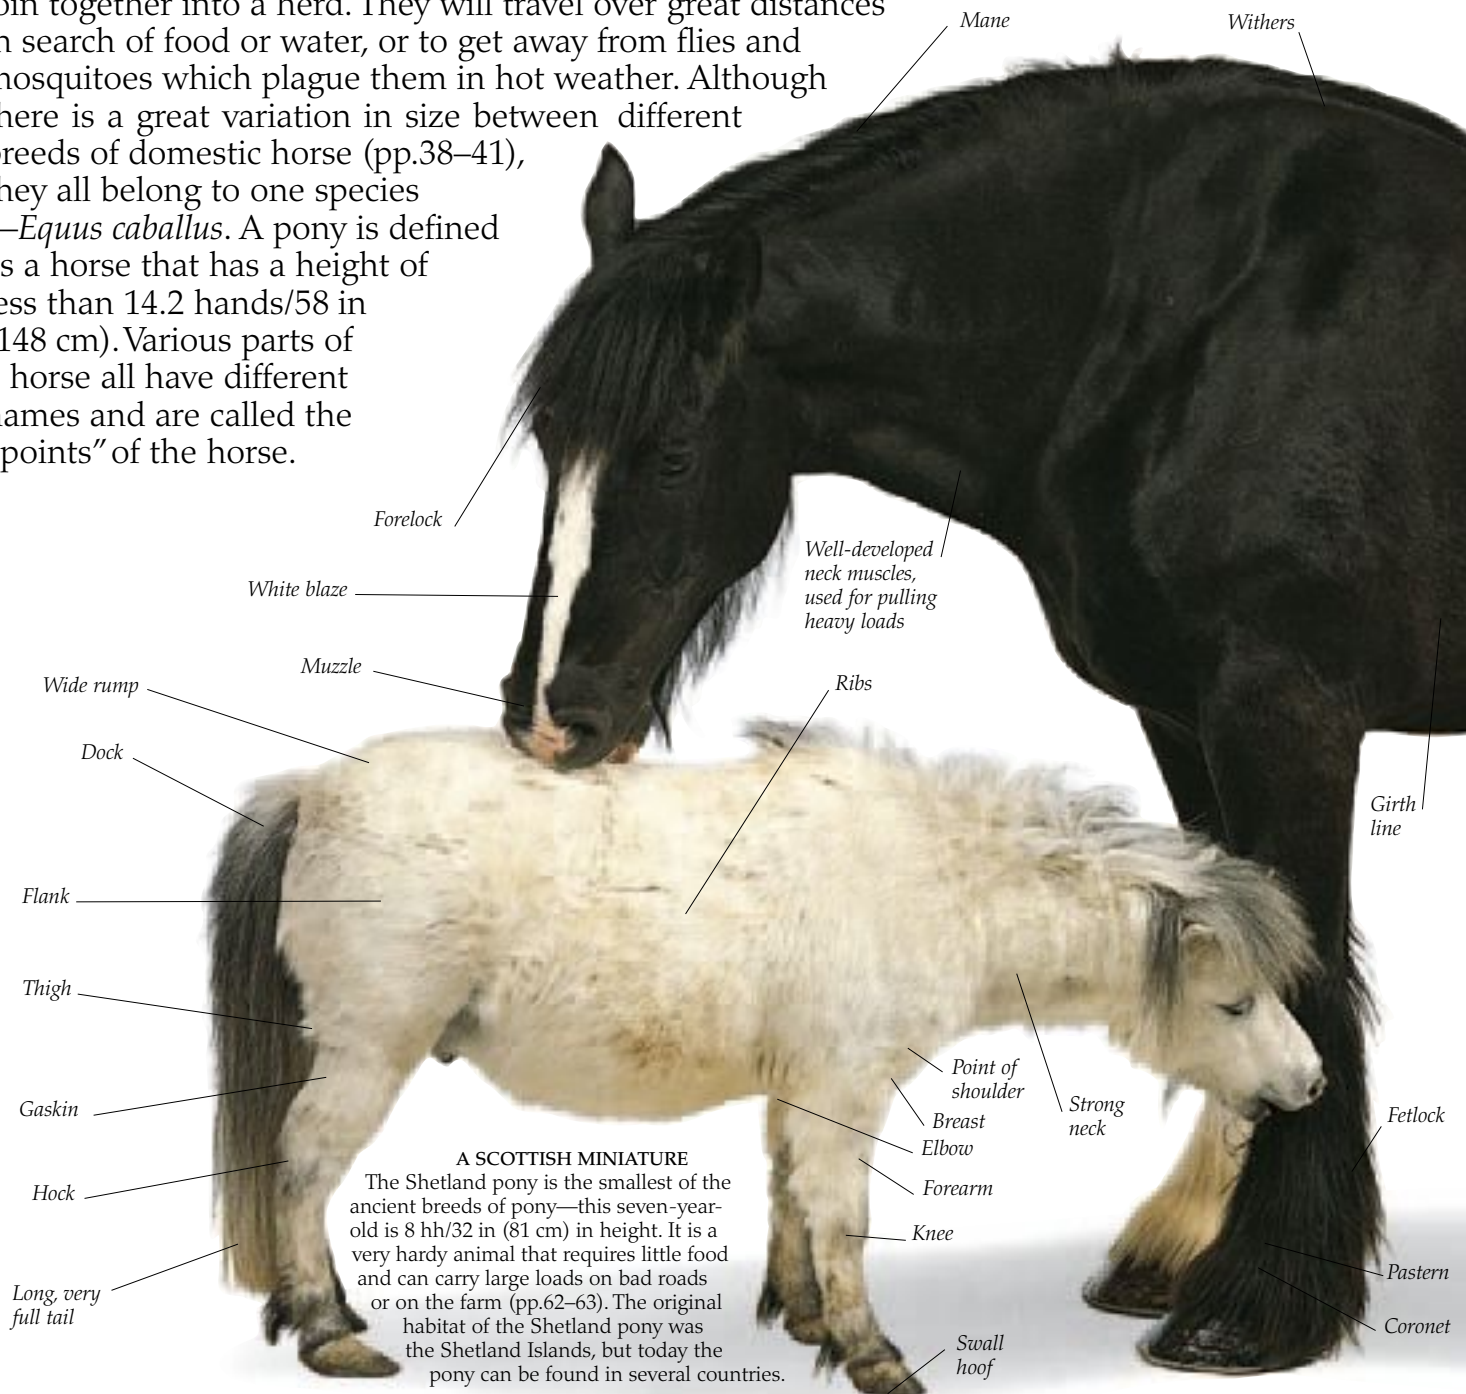 oin together into a herd. They will travel over great distances
n search of food or water, or to get away from flies and
mosquitoes which plague them in hot weather. Although
here is a great variation in size between different
breeds of domestic horse (pp.38–41),
hey all belong to one species
–Equus caballus. A pony is defined
s a horse that has a height of
ess than 14.2 hands/58 in
148 cm). Various parts of
horse all have different
names and are called the
points” of the horse.
Mane
Withers
Forelock
Well-developed
neck muscles,
used for pulling
heavy loads
White blaze
Muzzle
Ribs
Wide rump
Dock
Girth
line
Flank
Thigh
Point of
shoulder
Gaskin
Strong
neck
Breast
Fetlock
Elbow
Hock
Forearm
Knee
A SCOTTISH MINIATURE
The Shetland pony is the smallest of the
ancient breeds of pony—this seven-year-
old is 8 hh/32 in (81 cm) in height. It is a
very hardy animal that requires little food
and can carry large loads on bad roads
or on the farm (pp.62–63). The original
habitat of the Shetland pony was
the Shetland Islands, but today the
pony can be found in several countries.
Long, very
full tail
Pastern
Coronet
Swall
hoof